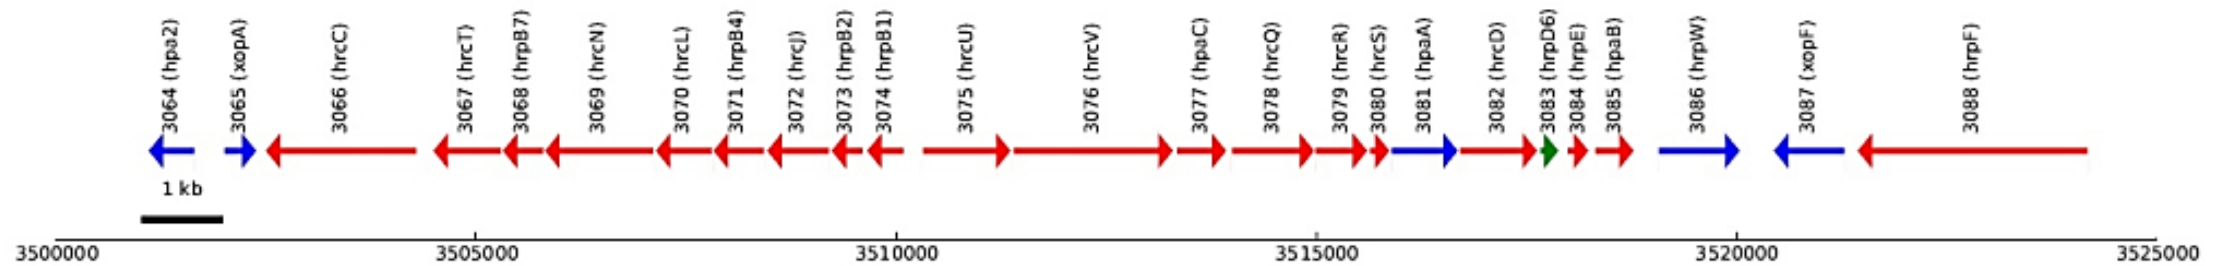 3064 (hpa2)
3065 (xopA)
3066 (hrcC)
3067 (hrcT)
3068 (hrpB7)
3069 (hrcN)
3070 (hrcL)
3071 (hrpB4)
3072 (hrcJ)
3073 (hrpB2)
3074 (hrpB1)
3075 (hrcU)
3076 (hrcV)
3077 (hpaC)
3078 (hrcQ)
3079 (hrcR)
3080 (hrcS)
3081 (hpaA)
3082 (hrcD)
3083 (hrpD6)
3084 (hrpE)
3085 (hpaB)
3086 (hrpW)
3087 (xopF)
3088 (hrpF)
1 kb
3500000 3505000 3510000 3515000 3520000 3525000